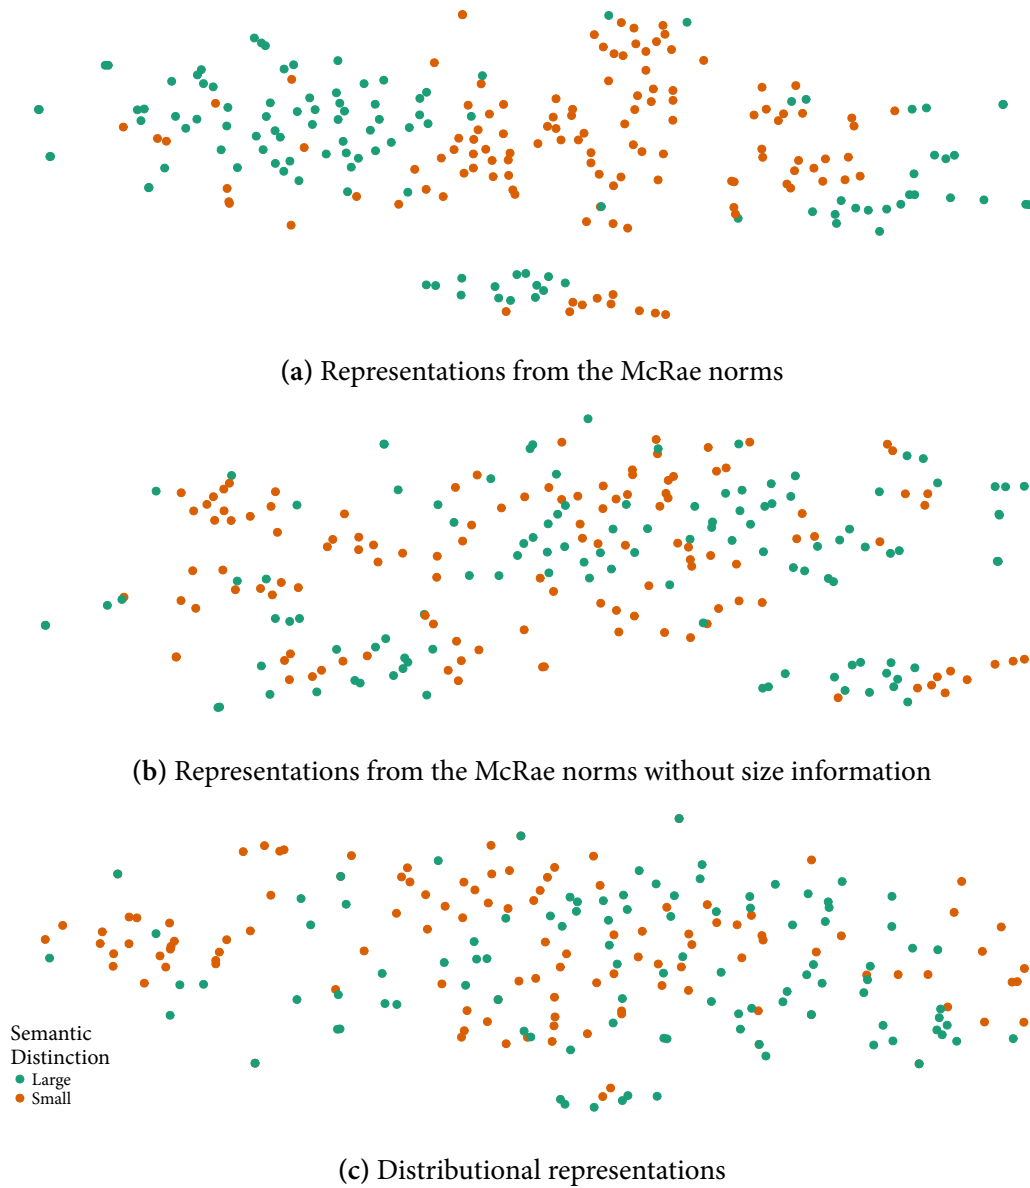 (a) Representations from the McRae norms
(b) Representations from the McRae norms without size information
Semantic
Distinction
Large
Small
(c) Distributional representations